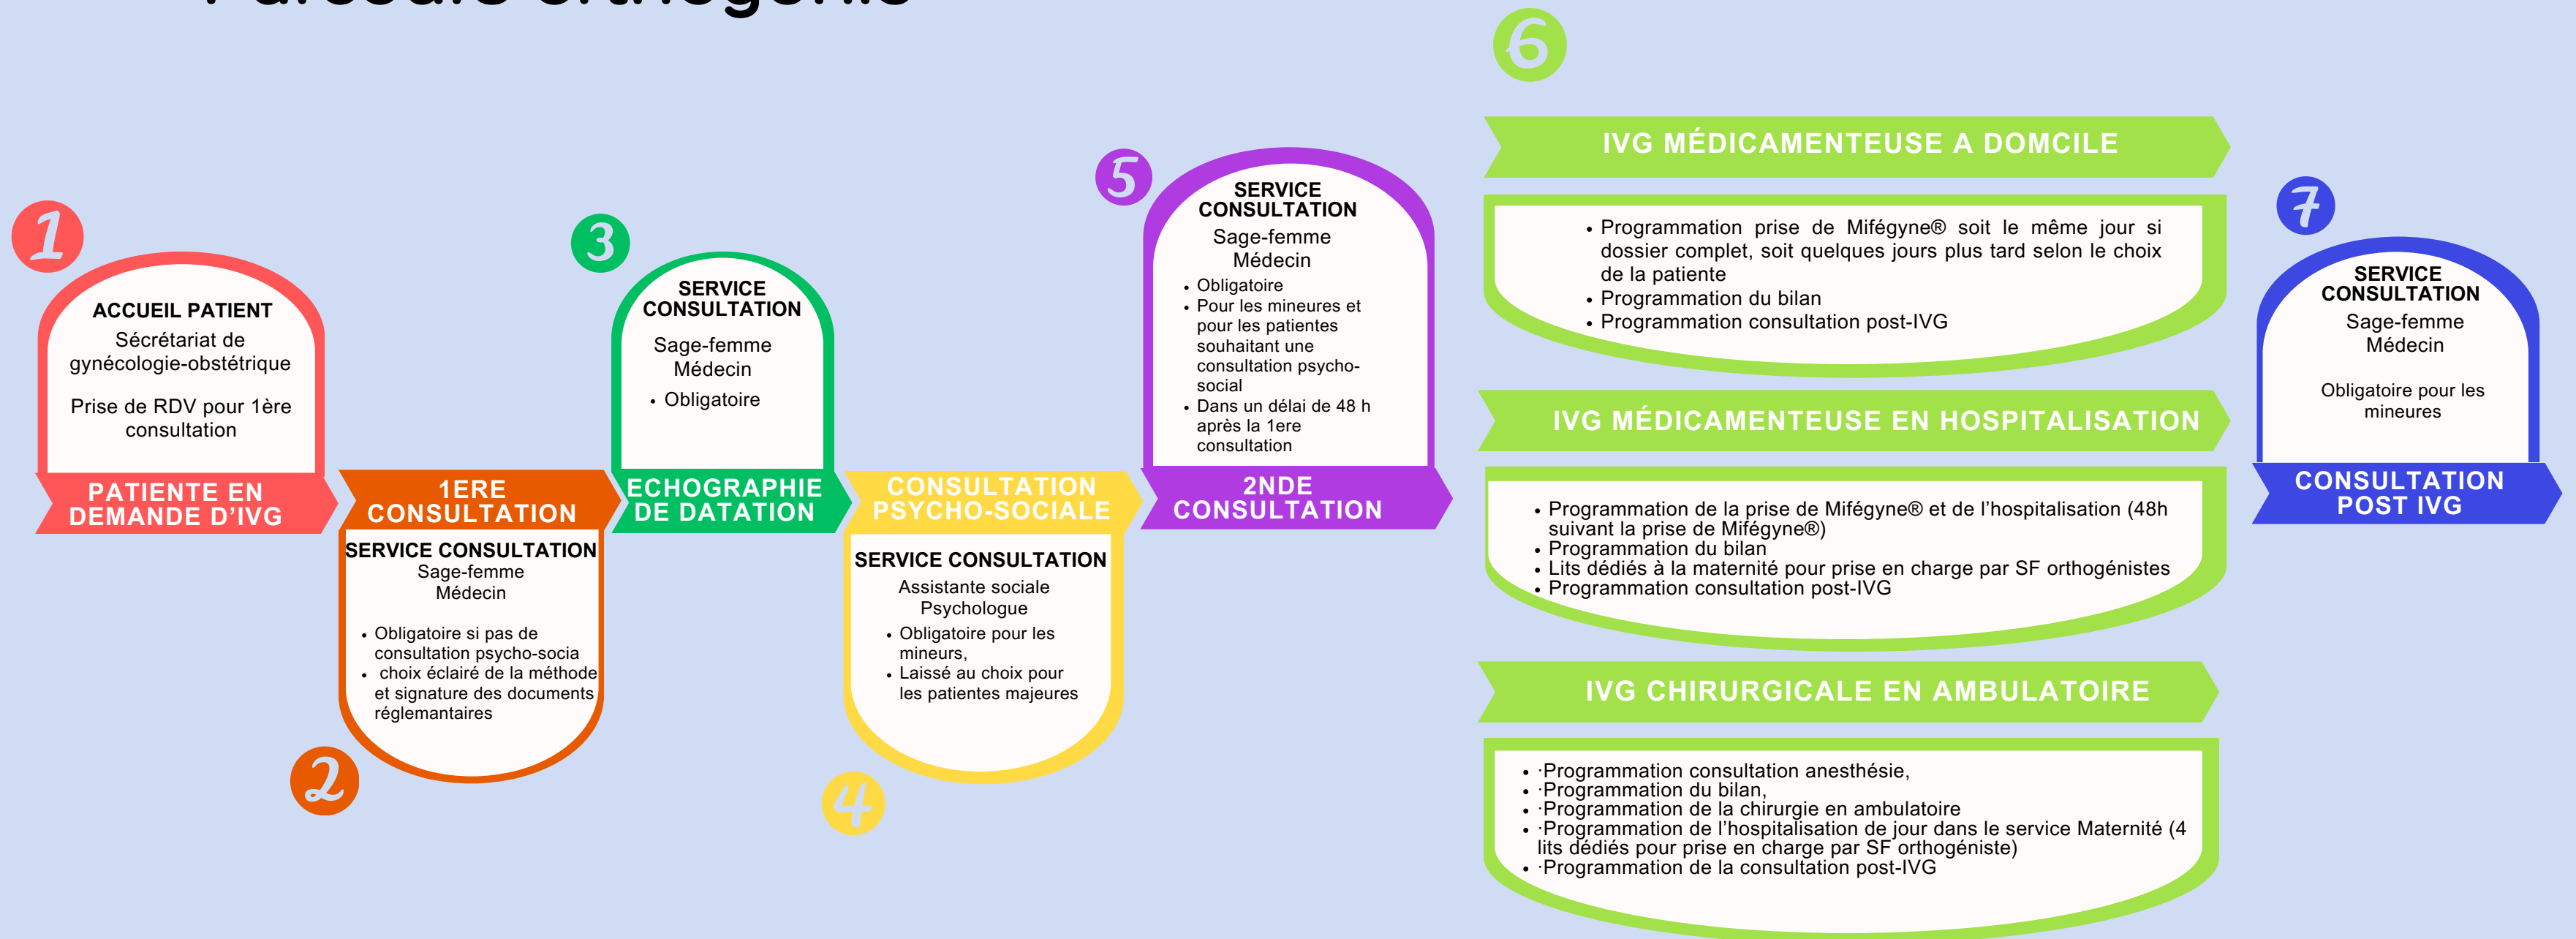 Parcours orthogénie
1
ACCUEIL PATIENT
Sécrétariat de
gynécologie-obstétrique
Prise de RDV pour 1ère
consultation
PATIENTE EN
DEMANDE D'IVG
2
1ERE
CONSULTATION
SERVICE CONSULTATION
Sage-femme
Médecin
• Obligatoire si pas de
consultation psycho-socia
• choix éclairé de la méthode
et signature des documents
réglemantaires
3
SERVICE
CONSULTATION
Sage-femme
Médecin
• Obligatoire
ECHOGRAPHIE
DE DATATION
4
CONSULTATION
PSYCHO-SOCIALE
SERVICE CONSULTATION
Assistante sociale
Psychologue
• Obligatoire pour les
mineurs,
• Laissé au choix pour
les patientes majeures
5
SERVICE
CONSULTATION
Sage-femme
Médecin
• Obligatoire
• Pour les mineures et
pour les patientes
souhaitant une
consultation psycho-
social
• Dans un délai de 48 h
après la 1ere
consultation
2NDE
CONSULTATION
6
IVG MÉDICAMENTEUSE A DOMCILE
• Programmation prise de Mifégyne® soit le même jour si
dossier complet, soit quelques jours plus tard selon le choix
de la patiente
• Programmation du bilan
• Programmation consultation post-IVG
IVG MÉDICAMENTEUSE EN HOSPITALISATION
• Programmation de la prise de Mifégyne® et de l'hospitalisation (48h
suivant la prise de Mifégyne®)
• Programmation du bilan
• Lits dédiés à la maternité pour prise en charge par SF orthogénistes
• Programmation consultation post-IVG
IVG CHIRURGICALE EN AMBULATOIRE
• ·Programmation consultation anesthésie,
• ·Programmation du bilan,
• ·Programmation de la chirurgie en ambulatoire
• ·Programmation de l'hospitalisation de jour dans le service Maternité (4
lits dédiés pour prise en charge par SF orthogéniste)
• ·Programmation de la consultation post-IVG
7
SERVICE
CONSULTATION
Sage-femme
Médecin
Obligatoire pour les
mineures
CONSULTATION
POST IVG